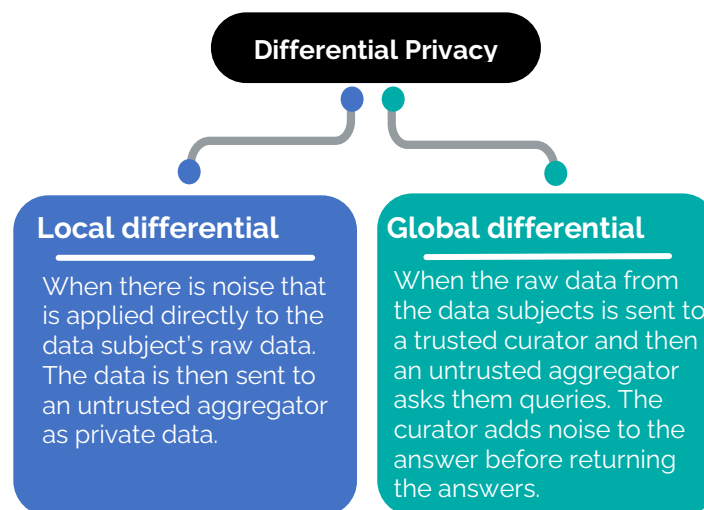 Differential Privacy
Local differential
When there is noise that
is applied directly to the
data subject's raw data.
The data is then sent to
an untrusted aggregator
as private data.
Global differential
When the raw data from
the data subjects is sent to
a trusted curator and then
an untrusted aggregator
asks them queries. The
curator adds noise to the
answer before returning
the answers.